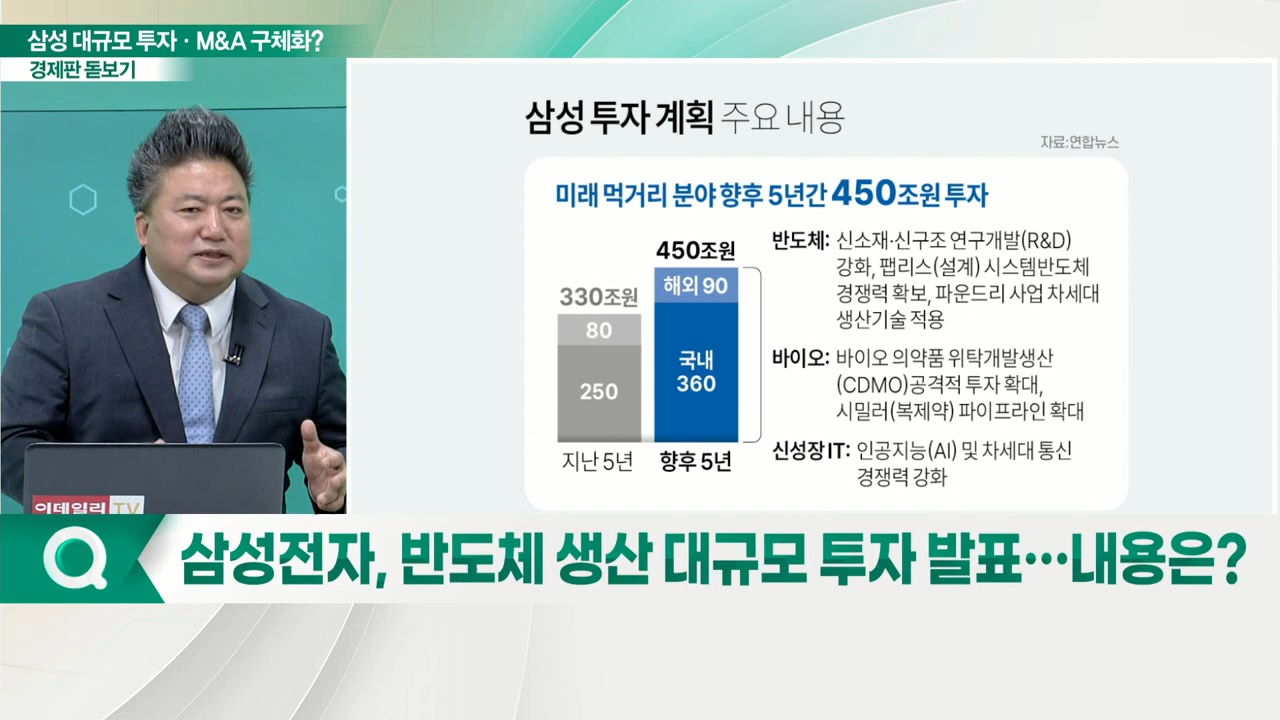 삼성 대규모 투자 · M&A 구체화?
경제판 돋보기
삼성 투자 계획 주요 내용
자료:연합뉴스
미래 먹거리 분야 향후 5년간 450조원 투자
330조원
80
250
지난 5년
450조원
해외 90
국내
360
향후 5년
반도체: 신소재·신구조 연구개발(R&D)
강화, 팹리스(설계) 시스템반도체
경쟁력 확보, 파운드리 사업 차세대
생산기술 적용
바이오: 바이오 의약품 위탁개발생산
(CDMO)공격적 투자 확대,
시밀러(복제약) 파이프라인 확대
신성장 IT: 인공지능(AI) 및 차세대 통신
경쟁력 강화
이데일리 TV
Q 삼성전자, 반도체 생산 대규모 투자 발표…내용은?